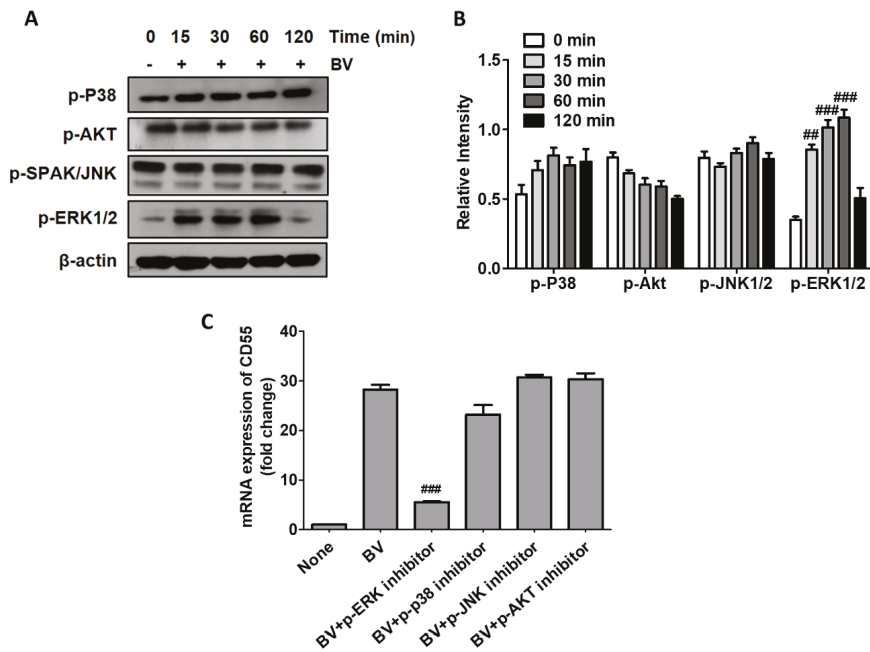 A
0 15 30 60 120 Time (min)
- + + + + BV
p-P38
p-AKT
p-SPAK/JNK
p-ERK1/2
β-actin
B
0 min
15 min
30 min
60 min
120 min
Relative Intensity
1.5
1.0
0.5
0.0
## ### ###
p-P38 p-Akt p-JNK1/2 p-ERK1/2
C
mRNA expression of CD55
(fold change)
40
30
20
10
0
###
None
BV
BV+p-ERK inhibitor
BV+p-p38 inhibitor
BV+p-JNK inhibitor
BV+p-AKT inhibitor